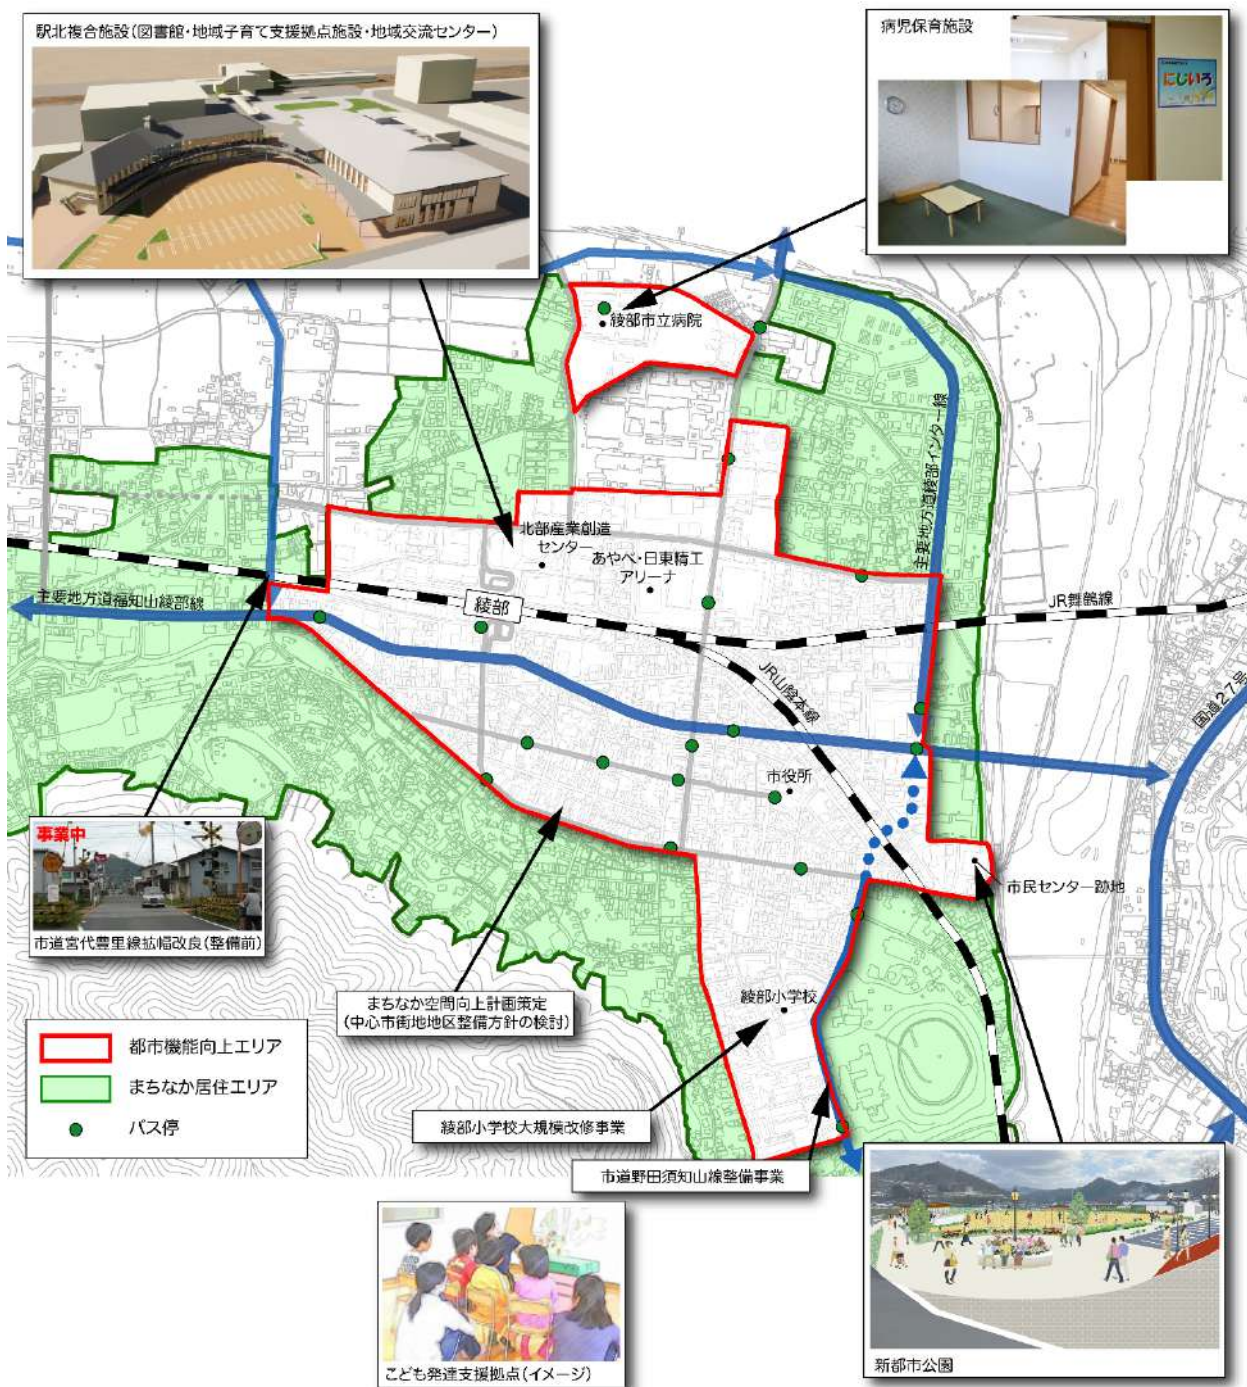 駅北複合施設(図書館・地域子育て支援拠点施設・地域交流センター)
病児保育施設
にじいろ
綾部市立病院
主要地方道綾部インター線
北部産業創造
センター
あやべ・日東精工
アリーナ
主要地方道福知山綾部線
綾部
JR舞鶴線
JR山陰本線
国道27号
市役所
事業中
市道宮代豊里線拡幅改良(整備前)
市民センター跡地
まちなか空間向上計画策定
(中心市街地地区整備方針の検討)
綾部小学校
都市機能向上エリア
まちなか居住エリア
バス停
綾部小学校大規模改修事業
市道野田須知山線整備事業
こども発達支援拠点(イメージ)
新都市公園